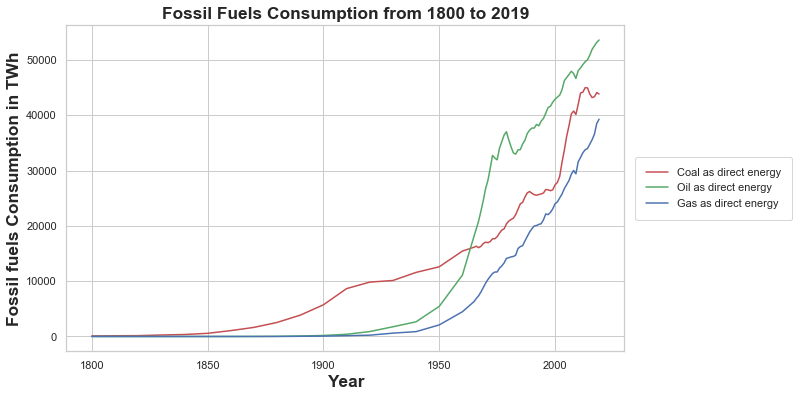 Fossil Fuels Consumption from 1800 to 2019
Fossil fuels Consumption in TWh
50000
40000
30000
20000
10000
0
1800
1850
1900
1950
2000
Year
Coal as direct energy
Oil as direct energy
Gas as direct energy